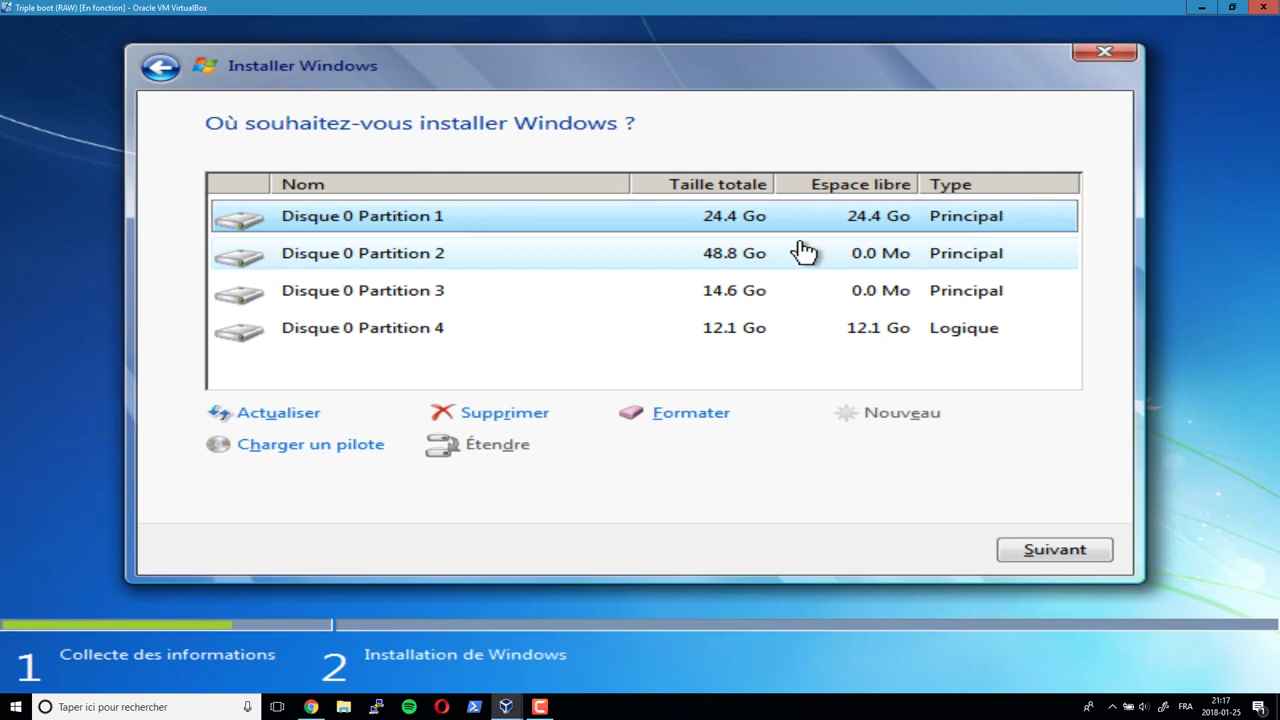 Triple boot (RAW) [En fonction] - Oracle VM VirtualBox
Installer Windows
Où souhaitez-vous installer Windows ?
Nom Taille totale Espace libre Type
Disque 0 Partition 1 24.4 Go 24.4 Go Principal
Disque 0 Partition 2 48.8 Go 0.0 Mo Principal
Disque 0 Partition 3 14.6 Go 0.0 Mo Principal
Disque 0 Partition 4 12.1 Go 12.1 Go Logique
Actualiser Supprimer Formater Nouveau
Charger un pilote Étendre
Suivant
1 Collecte des informations 2 Installation de Windows
Taper ici pour rechercher FRA 21:17
2018-01-25